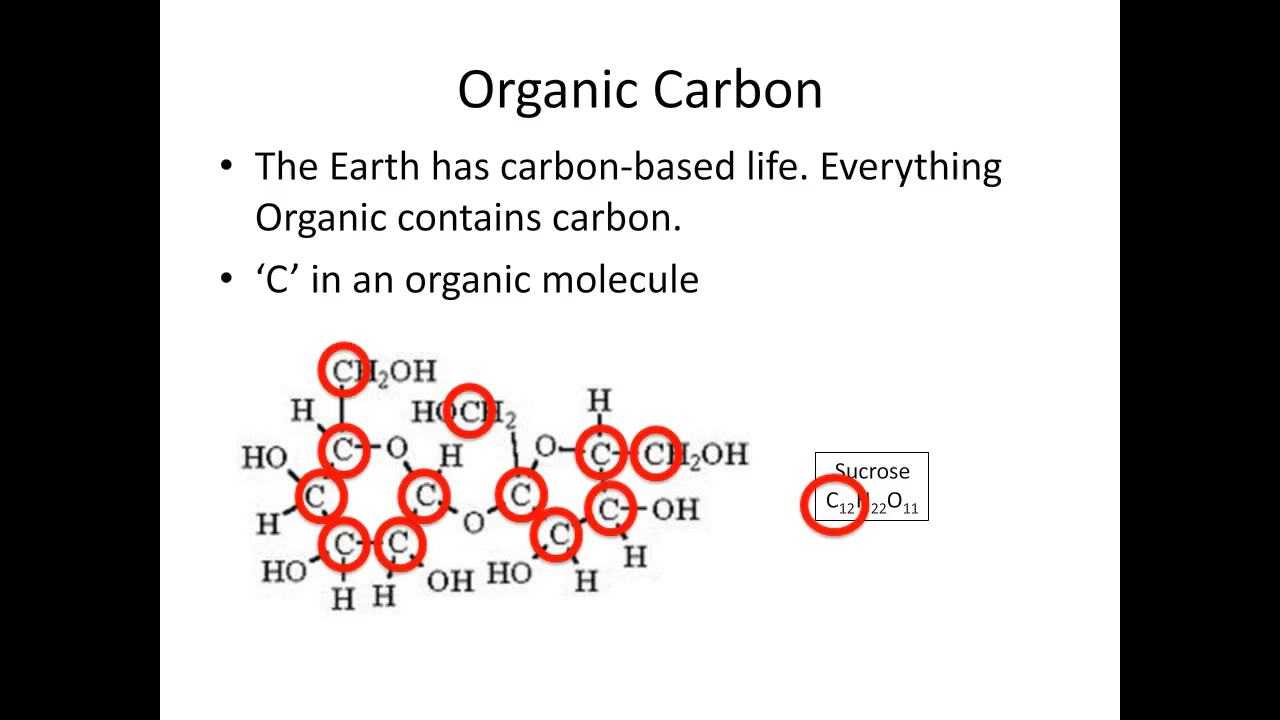 Organic Carbon
• The Earth has carbon-based life. Everything
Organic contains carbon.
• ‘C’ in an organic molecule
CH₂OH
H HOCH₂ H
HO C O H O C CH₂OH
C C C C OH
H O
C C C
HO OH HO H
H H H
Sucrose
C₁₂H₂₂O₁₁